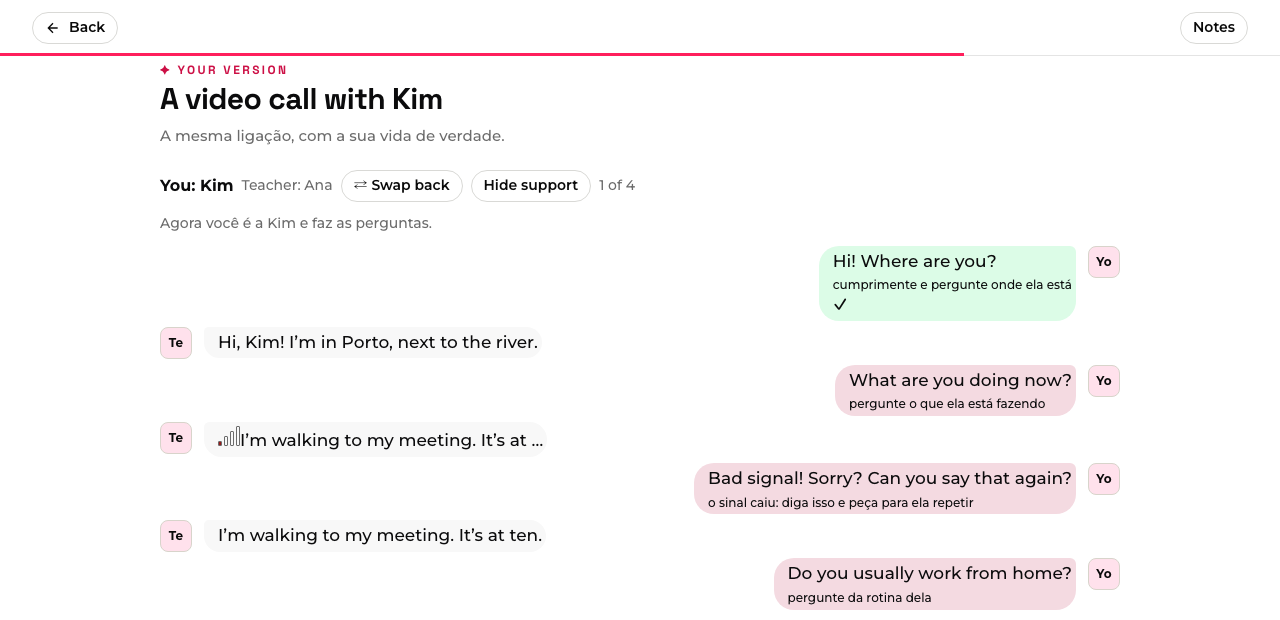 Back
Notes
YOUR VERSION
A video call with Kim
A mesma ligação, com a sua vida de verdade.
You: Kim Teacher: Ana Swap back Hide support 1 of 4
Agora você é a Kim e faz as perguntas.
Hi! Where are you?
Yo
cumprimente e pergunte onde ela está
Te
Hi, Kim! I’m in Porto, next to the river.
What are you doing now?
Yo
pergunte o que ela está fazendo
Te
I’m walking to my meeting. It’s at ...
Bad signal! Sorry? Can you say that again?
Yo
o sinal caiu: diga isso e peça para ela repetir
Te
I’m walking to my meeting. It’s at ten.
Do you usually work from home?
Yo
pergunte da rotina dela